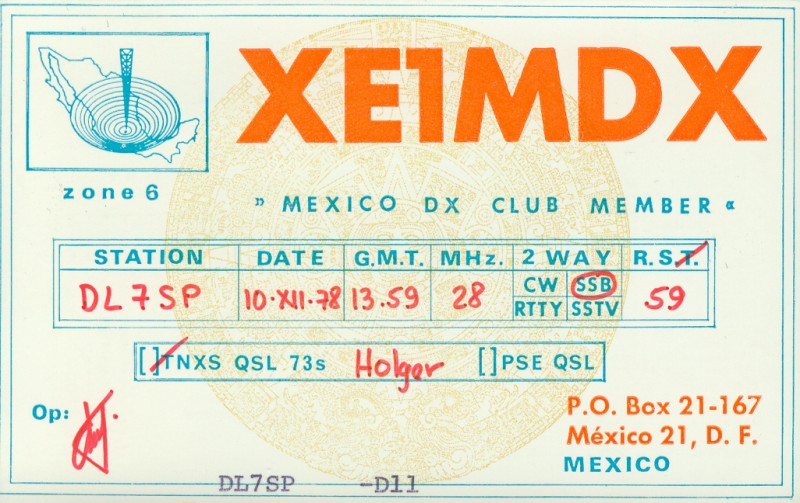 XE1MDX
zone 6
» MEXICO DX CLUB MEMBER «
STATION DATE G.M.T. MHz. 2 WAY R.S.T.
DL7SP 10·XII·78 13.59 28 CW SSB 59
RTTY SSTV
[ ] TNXS QSL 73s Holger [ ] PSE QSL
Op:
P.O. Box 21-167
México 21, D. F.
MEXICO
DL7SP -D11